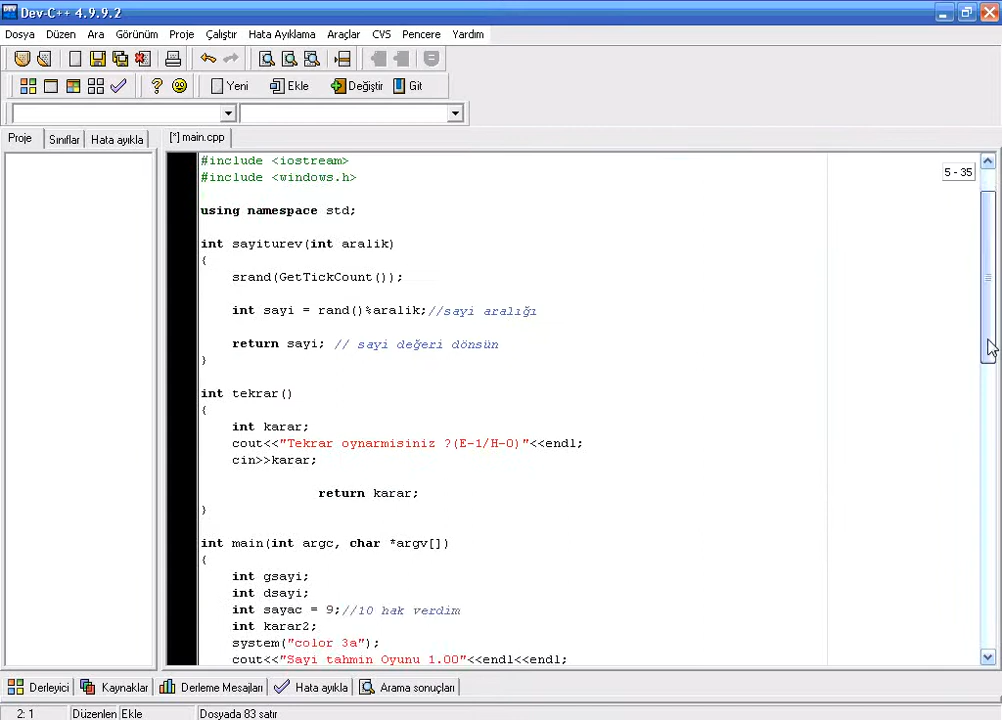 Dev-C++ 4.9.9.2
Dosya Düzen Ara Görünüm Proje Çalıştır Hata Ayıklama Araçlar CVS Pencere Yardım
Yeni Ekle Değiştir Git
Proje Sınıflar Hata ayıkla [*] main.cpp
5 - 35
#include <iostream>
#include <windows.h>
using namespace std;
int sayiturev(int aralik)
{
srand(GetTickCount());
int sayi = rand()%aralik;//sayi aralığı
return sayi; // sayi değeri dönsün
}
int tekrar()
{
int karar;
cout<<"Tekrar oynarmisiniz ?(E-1/H-0)"<<endl;
cin>>karar;
return karar;
}
int main(int argc, char *argv[])
{
int gsayi;
int dsayi;
int sayac = 9;//10 hak verdim
int karar2;
system("color 3a");
cout<<"Sayi tahmin Oyunu 1.00"<<endl<<endl;
Derleyici Kaynaklar Derleme Mesajları Hata ayıkla Arama sonuçları
2: 1 Düzenlen Ekle Dosyada 83 satır